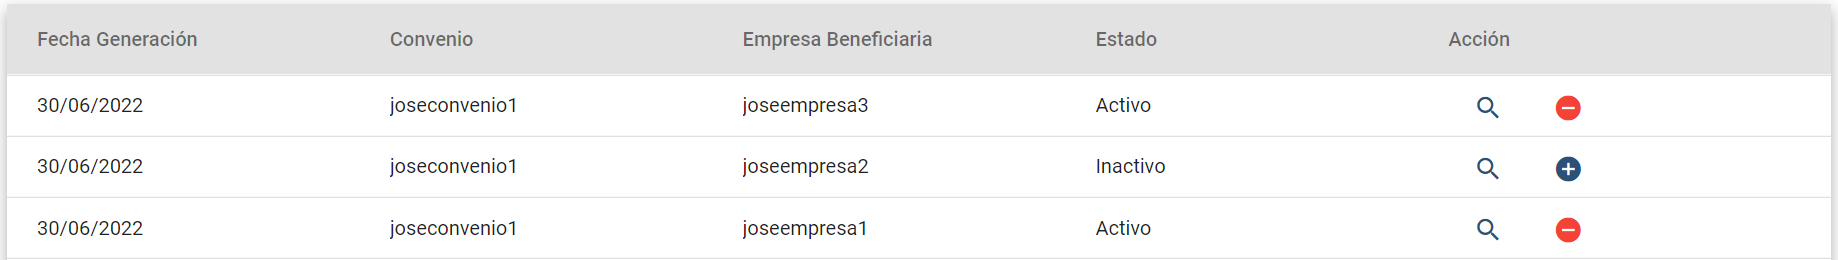 Fecha Generación Convenio Empresa Beneficiaria Estado Acción
30/06/2022 joseconvenio1 joseempresa3 Activo
30/06/2022 joseconvenio1 joseempresa2 Inactivo
30/06/2022 joseconvenio1 joseempresa1 Activo